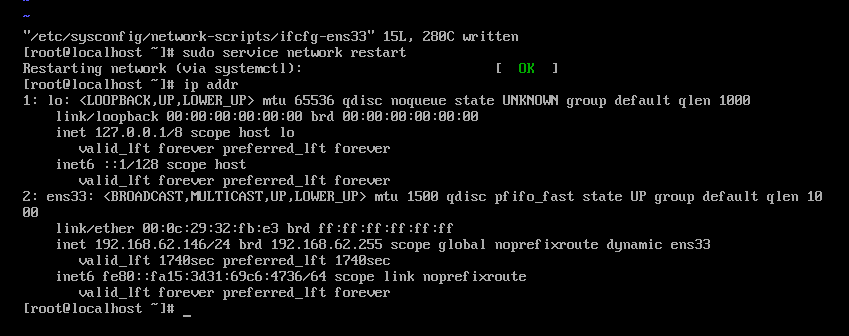 ~
~
"/etc/sysconfig/network-scripts/ifcfg-ens33" 15L, 280C written
[root@localhost ~]# sudo service network restart
Restarting network (via systemctl):                        [  OK  ]
[root@localhost ~]# ip addr
1: lo: <LOOPBACK,UP,LOWER_UP> mtu 65536 qdisc noqueue state UNKNOWN group default qlen 1000
    link/loopback 00:00:00:00:00:00 brd 00:00:00:00:00:00
    inet 127.0.0.1/8 scope host lo
       valid_lft forever preferred_lft forever
    inet6 ::1/128 scope host
       valid_lft forever preferred_lft forever
2: ens33: <BROADCAST,MULTICAST,UP,LOWER_UP> mtu 1500 qdisc pfifo_fast state UP group default qlen 10
00
    link/ether 00:0c:29:32:fb:e3 brd ff:ff:ff:ff:ff:ff
    inet 192.168.62.146/24 brd 192.168.62.255 scope global noprefixroute dynamic ens33
       valid_lft 1740sec preferred_lft 1740sec
    inet6 fe80::fa15:3d31:69c6:4736/64 scope link noprefixroute
       valid_lft forever preferred_lft forever
[root@localhost ~]# _